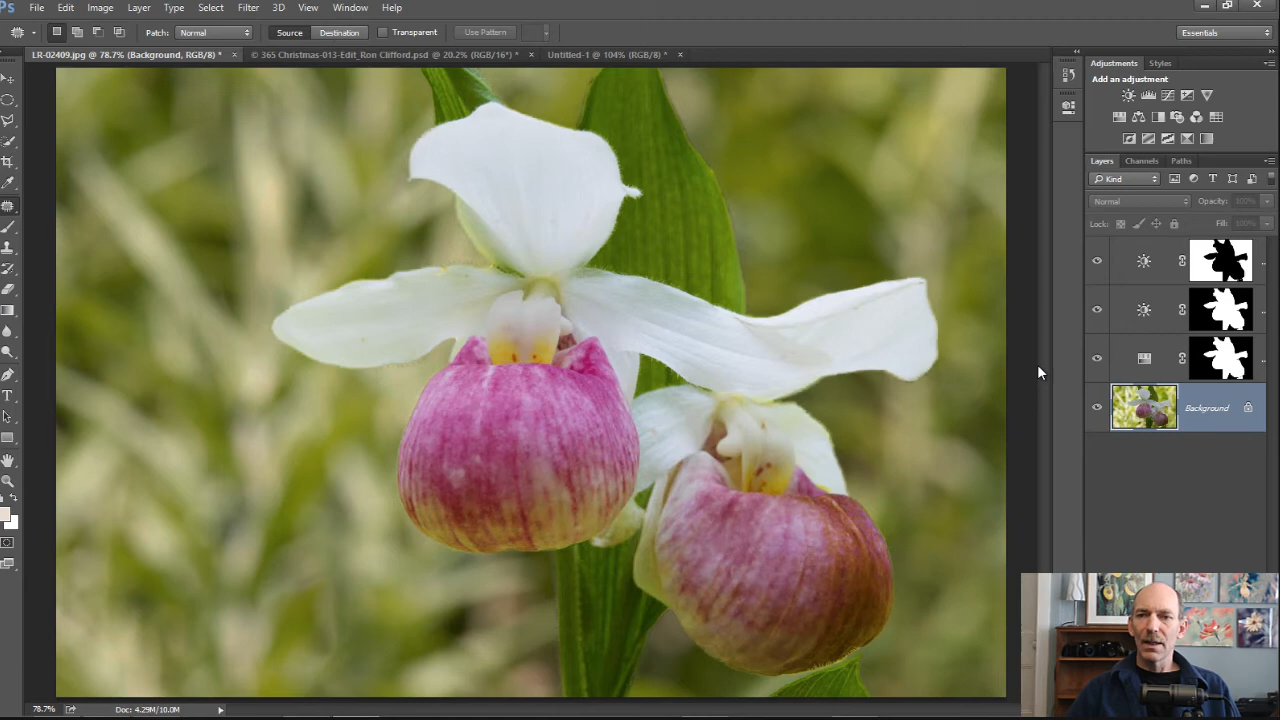 Ps File Edit Image Layer Type Select Filter 3D View Window Help
Patch: Normal Source Destination Transparent Use Pattern Essentials
LR-02409.jpg @ 78.7% (Background, RGB/8) * × © 365 Christmas-013-Edit_Ron Clifford.psd @ 20.2% (RGB/16*) * × Untitled-1 @ 104% (RGB/8) * ×
Adjustments Styles
Add an adjustment
Layers Channels Paths
Kind
Normal Opacity: 100%
Lock: Fill: 100%
Background
78.7% Doc: 4.29M/10.0M